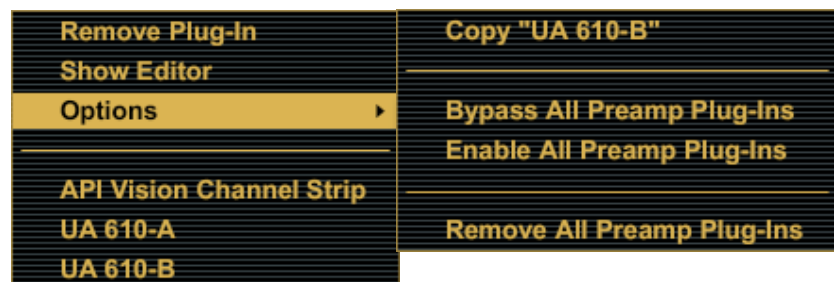 Remove Plug-In
Show Editor
Options
API Vision Channel Strip
UA 610-A
UA 610-B
Copy "UA 610-B"
Bypass All Preamp Plug-Ins
Enable All Preamp Plug-Ins
Remove All Preamp Plug-Ins